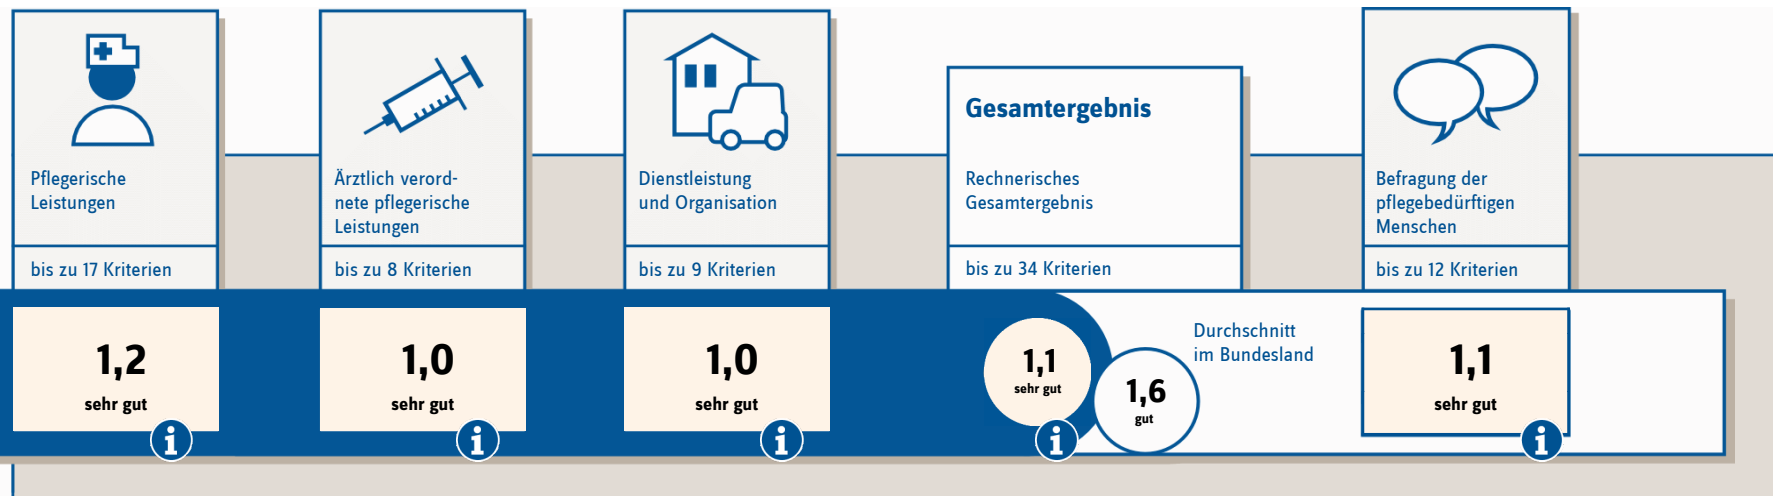 Pflegerische
Leistungen
bis zu 17 Kriterien
1,2
sehr gut
i
Ärztlich verord-
nete pflegerische
Leistungen
bis zu 8 Kriterien
1,0
sehr gut
i
Dienstleistung
und Organisation
bis zu 9 Kriterien
1,0
sehr gut
i
Gesamtergebnis
Rechnerisches
Gesamtergebnis
bis zu 34 Kriterien
1,1
sehr gut
i
1,6
gut
Durchschnitt
im Bundesland
Befragung der
pflegebedürftigen
Menschen
bis zu 12 Kriterien
1,1
sehr gut
i